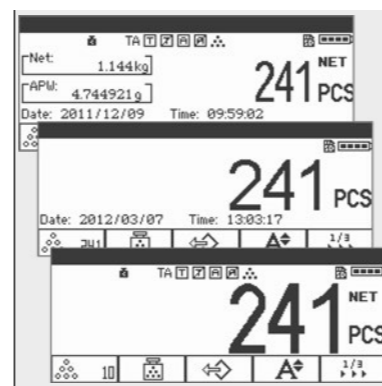 TA T Z A P
Net:
1.144kg
241 NET
PCS
APW:
4.744921g
Date: 2011/12/09 Time: 09:59:02
241 PCS
Date: 2012/03/07 Time: 13:03:17
1/3
TA T Z A P
241 NET
PCS
10
A
1/3